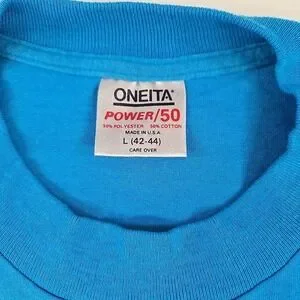 ONEITA®
POWER/50
50% POLYESTER 50% COTTON
MADE IN U.S.A.
L (42-44)
CARE OVER